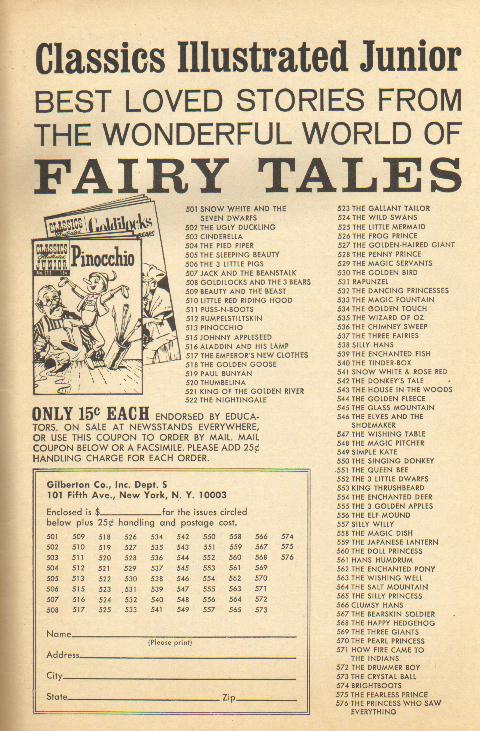 Classics Illustrated Junior
BEST LOVED STORIES FROM
THE WONDERFUL WORLD OF
FAIRY TALES
CLASSICS
Goldilocks
CLASSICS
Illustrated
JUNIOR
Pinocchio
501 SNOW WHITE AND THE
SEVEN DWARFS
502 THE UGLY DUCKLING
503 CINDERELLA
504 THE PIED PIPER
505 THE SLEEPING BEAUTY
506 THE 3 LITTLE PIGS
507 JACK AND THE BEANSTALK
508 GOLDILOCKS AND THE 3 BEARS
509 BEAUTY AND THE BEAST
510 LITTLE RED RIDING HOOD
511 PUSS-N-BOOTS
512 RUMPELSTILTSKIN
513 PINOCCHIO
515 JOHNNY APPLESEED
516 ALADDIN AND HIS LAMP
517 THE EMPEROR'S NEW CLOTHES
518 THE GOLDEN GOOSE
519 PAUL BUNYAN
520 THUMBELINA
521 KING OF THE GOLDEN RIVER
522 THE NIGHTINGALE
523 THE GALLANT TAILOR
524 THE WILD SWANS
525 THE LITTLE MERMAID
526 THE FROG PRINCE
527 THE GOLDEN-HAIRED GIANT
528 THE PENNY PRINCE
529 THE MAGIC SERVANTS
530 THE GOLDEN BIRD
531 RAPUNZEL
532 THE DANCING PRINCESSES
533 THE MAGIC FOUNTAIN
534 THE GOLDEN TOUCH
535 THE WIZARD OF OZ
536 THE CHIMNEY SWEEP
537 THE THREE FAIRIES
538 SILLY HANS
539 THE ENCHANTED FISH
540 THE TINDER-BOX
541 SNOW WHITE & ROSE RED
542 THE DONKEY'S TALE
543 THE HOUSE IN THE WOODS
544 THE GOLDEN FLEECE
545 THE GLASS MOUNTAIN
546 THE ELVES AND THE
SHOEMAKER
547 THE WISHING TABLE
548 THE MAGIC PITCHER
549 SIMPLE KATE
550 THE SINGING DONKEY
551 THE QUEEN BEE
552 THE 3 LITTLE DWARFS
553 KING THRUSHBEARD
554 THE ENCHANTED DEER
555 THE 3 GOLDEN APPLES
556 THE ELF MOUND
557 SILLY WILLY
558 THE MAGIC DISH
559 THE JAPANESE LANTERN
560 THE DOLL PRINCESS
561 HANS HUMDRUM
562 THE ENCHANTED PONY
563 THE WISHING WELL
564 THE SALT MOUNTAIN
565 THE SILLY PRINCESS
566 CLUMSY HANS
567 THE BEARSKIN SOLDIER
568 THE HAPPY HEDGEHOG
569 THE THREE GIANTS
570 THE PEARL PRINCESS
571 HOW FIRE CAME TO
THE INDIANS
572 THE DRUMMER BOY
573 THE CRYSTAL BALL
574 BRIGHTBOOTS
575 THE FEARLESS PRINCE
576 THE PRINCESS WHO SAW
EVERYTHING
ONLY 15¢ EACH ENDORSED BY EDUCA-
TORS. ON SALE AT NEWSSTANDS EVERYWHERE,
OR USE THIS COUPON TO ORDER BY MAIL. MAIL
COUPON BELOW OR A FACSIMILE. PLEASE ADD 25¢
HANDLING CHARGE FOR EACH ORDER.
Gilberton Co., Inc. Dept. S
101 Fifth Ave., New York, N. Y. 10003
Enclosed is $ for the issues circled
below plus 25¢ handling and postage cost.
501 509 518 526 534 542 550 558 566 574
502 510 519 527 535 543 551 559 567 575
503 511 520 528 536 544 552 560 568 576
504 512 521 529 537 545 553 561 569
505 513 522 530 538 546 554 562 570
506 515 523 531 539 547 555 563 571
507 516 524 532 540 548 556 564 572
508 517 525 533 541 549 557 565 573
Name
(Please print)
Address
City
State Zip